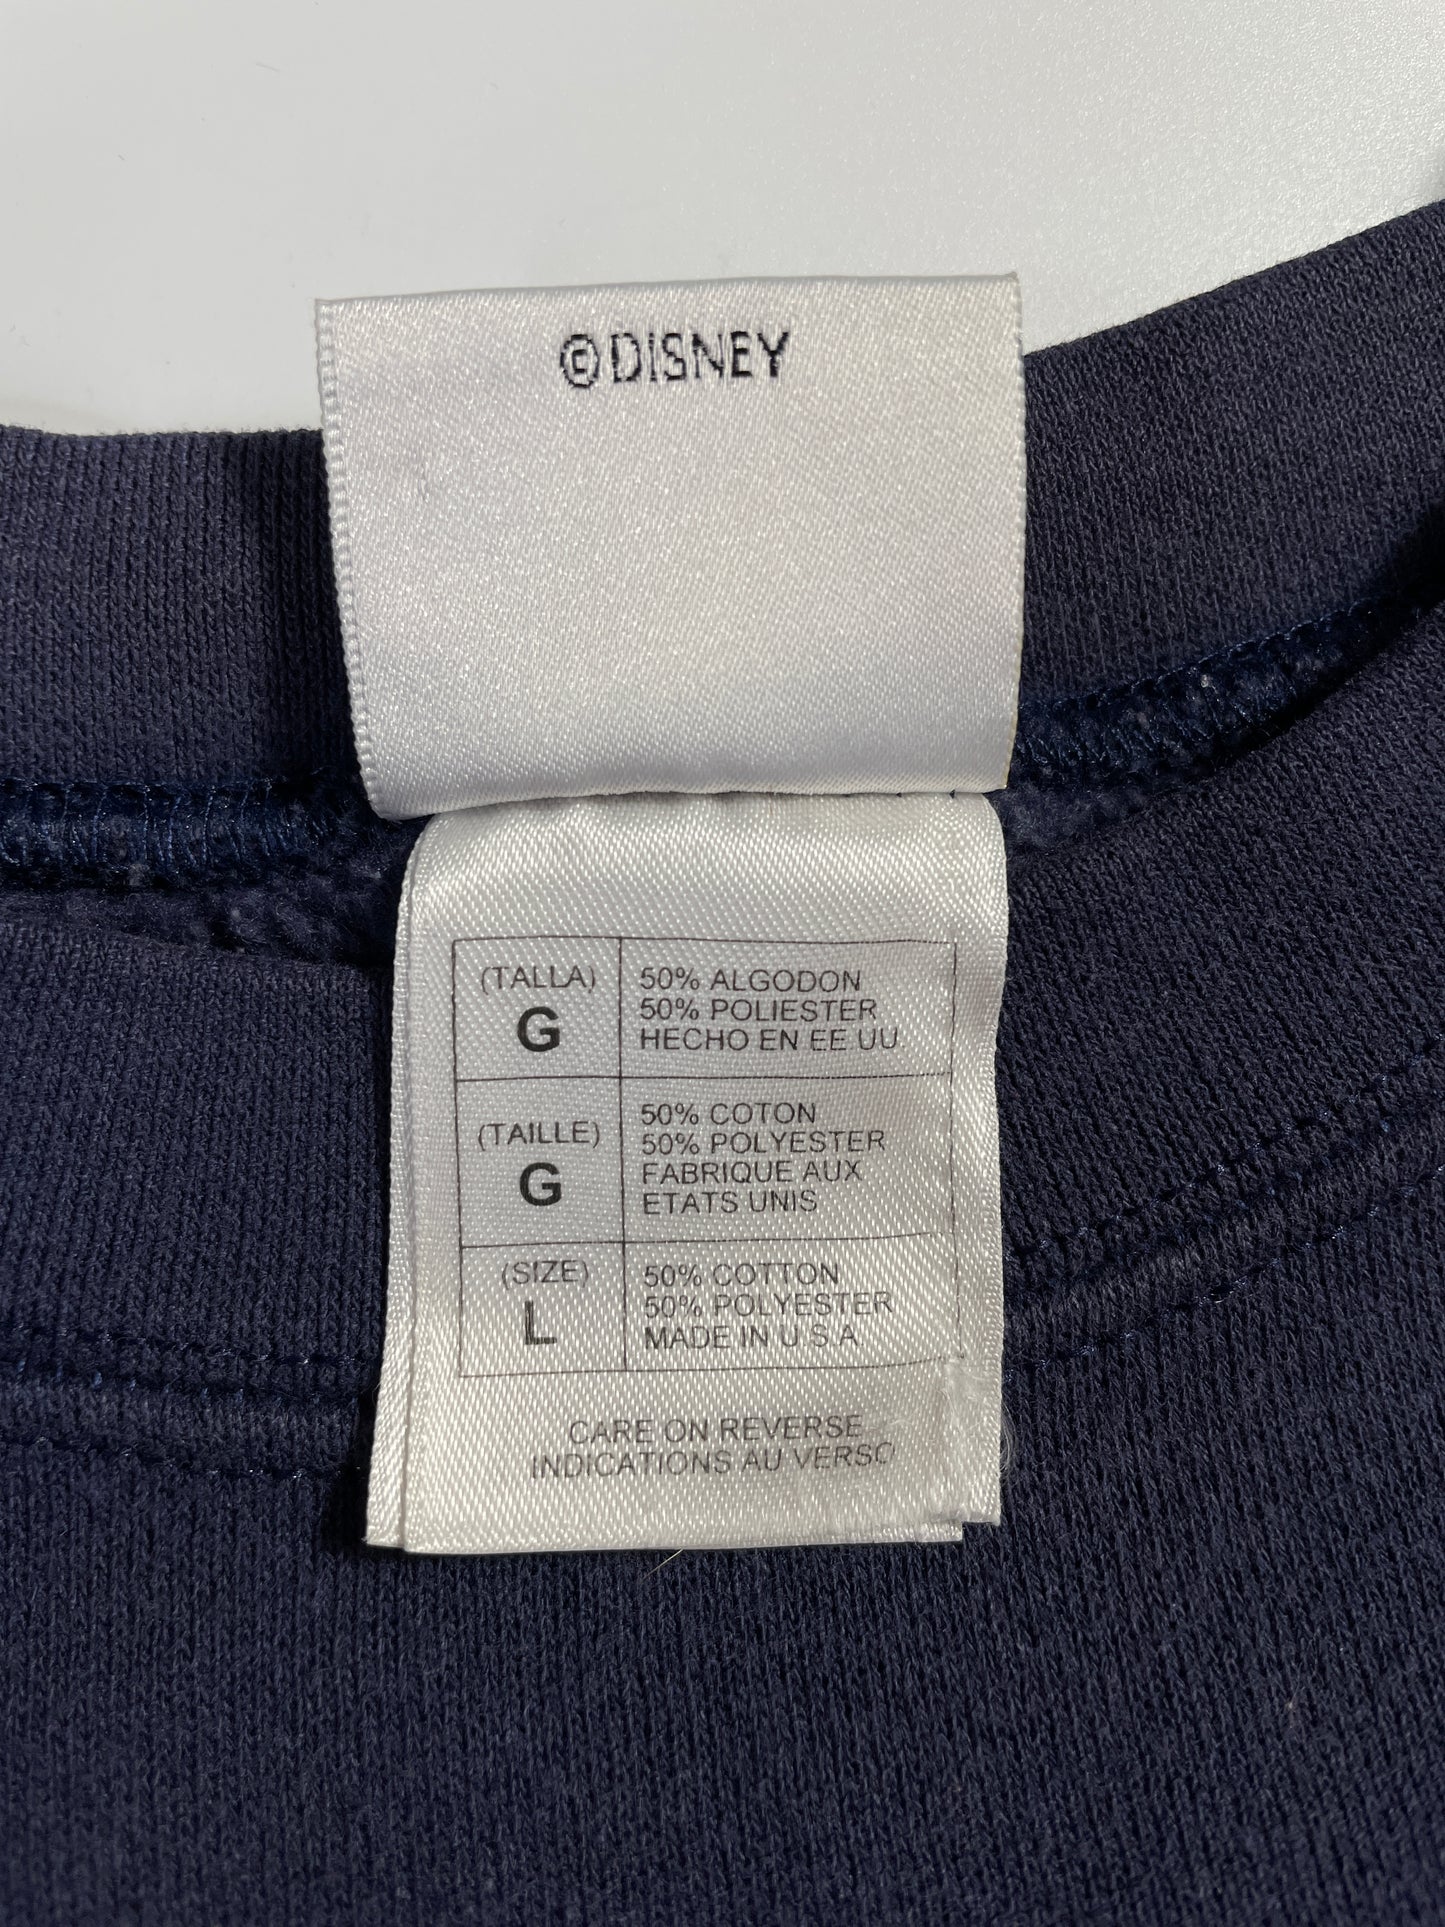 ©DISNEY
(TALLA)
G
50% ALGODON
50% POLIESTER
HECHO EN EE UU
(TAILLE)
G
50% COTON
50% POLYESTER
FABRIQUE AUX
ETATS UNIS
(SIZE)
L
50% COTTON
50% POLYESTER
MADE IN U.S.A
CARE ON REVERSE
INDICATIONS AU VERSO